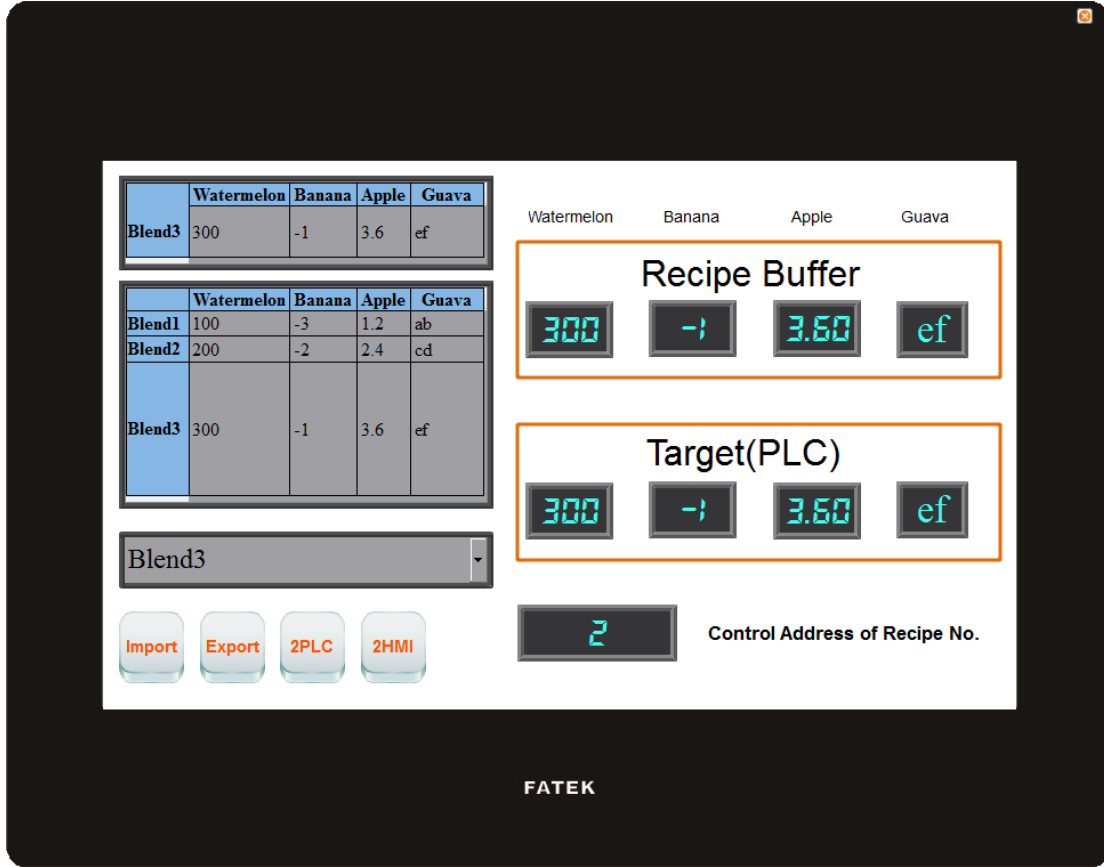 Watermelon Banana Apple Guava
Blend3 300 -1 3.6 ef
Watermelon Banana Apple Guava
Blend1 100 -3 1.2 ab
Blend2 200 -2 2.4 cd
Blend3 300 -1 3.6 ef
Blend3
Import Export 2PLC 2HMI
Watermelon Banana Apple Guava
Recipe Buffer
300 -1 3.60 ef
Target(PLC)
300 -1 3.60 ef
2 Control Address of Recipe No.
FATEK